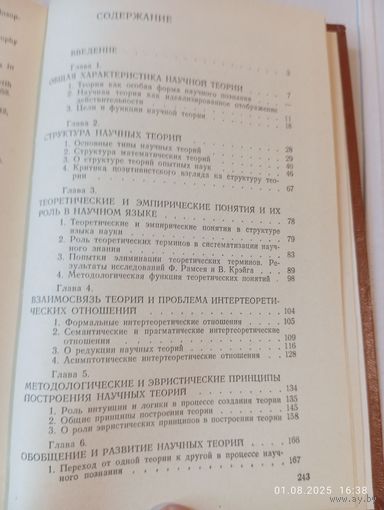 СОДЕРЖАНИЕ
ВВЕДЕНИЕ 3
Глава 1.
ОБЩАЯ ХАРАКТЕРИСТИКА НАУЧНОЙ ТЕОРИИ 7
1. Теория как особая форма научного познания —
2. Научная теория как идеализированное отображение
действительности 11
3. Цели и функции научной теории 18
Глава 2.
СТРУКТУРА НАУЧНЫХ ТЕОРИЙ 28
1. Основные типы научных теорий 29
2. Структура математических теорий 40
3. О структуре теорий опытных наук 46
4. Критика позитивистского взгляда на структуру тео-
рии 67
Глава 3.
ТЕОРЕТИЧЕСКИЕ И ЭМПИРИЧЕСКИЕ ПОНЯТИЯ И ИХ
РОЛЬ В НАУЧНОМ ЯЗЫКЕ 78
1. Теоретические и эмпирические понятия в структуре
языка науки 79
2. Роль теоретических терминов в систематизации науч-
ного знания 83
3. Попытки элиминации теоретических терминов. Ре-
зультаты исследований Ф. Рамсея и В. Крэйга 89
4. Методологическая функция теоретических понятий 98
Глава 4.
ВЗАИМОСВЯЗЬ ТЕОРИЙ И ПРОБЛЕМА ИНТЕРТЕОРЕТИ-
ЧЕСКИХ ОТНОШЕНИЙ 104
1. Формальные интертеоретические отношения 105
2. Семантические и прагматические интертеоретические
отношения 109
3. О редукции научных теорий 116
4. Асимптотические интертеоретические отношения 128
Глава 5.
МЕТОДОЛОГИЧЕСКИЕ И ЭВРИСТИЧЕСКИЕ ПРИНЦИПЫ
ПОСТРОЕНИЯ НАУЧНЫХ ТЕОРИЙ 134
1. Роль интуиции и логики в процессе создания теории 135
2. Общие принципы построения теории 145
3. О роли эвристических принципов в построении теории 158
Глава 6.
ОБОБЩЕНИЕ И РАЗВИТИЕ НАУЧНЫХ ТЕОРИЙ 166
1. Переход от одной теории к другой в процессе науч-
ного познания 167
243
01.08.2025 16:38
ay.by